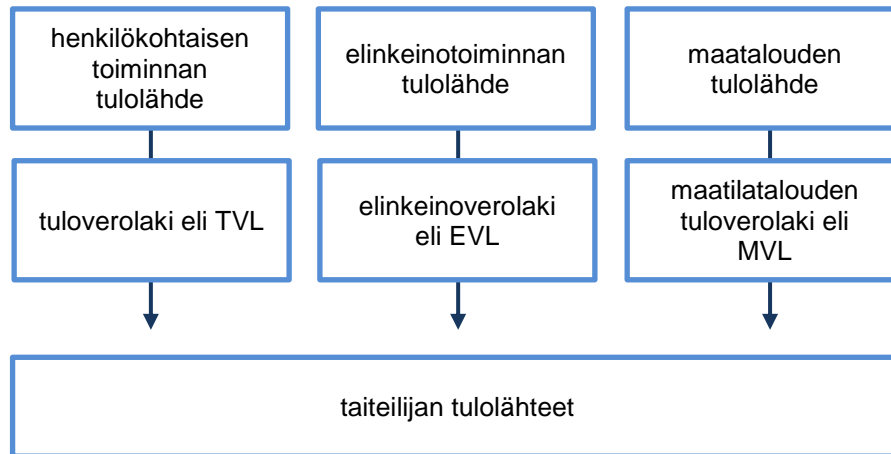 henkilökohtaisen
toiminnan
tulolähde
elinkeinotoiminnan
tulolähde
maatalouden
tulolähde
tuloverolaki eli TVL
elinkeinoverolaki
eli EVL
maatilatalouden
tuloverolaki eli
MVL
taiteilijan tulolähteet